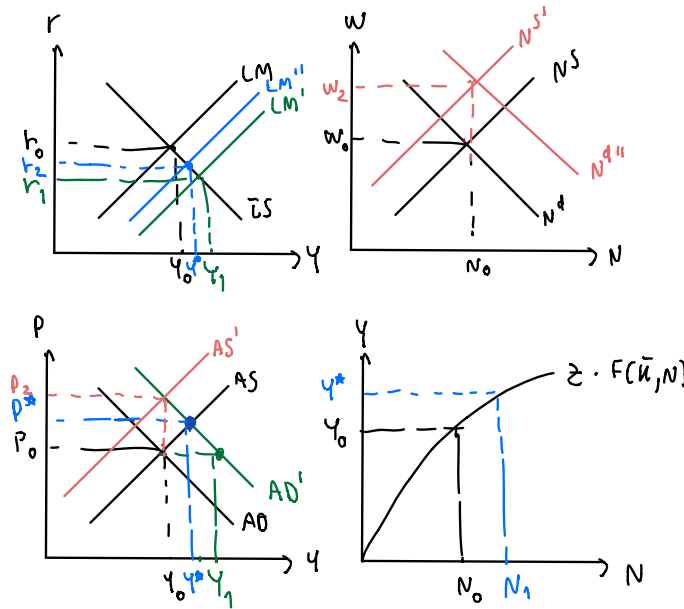 r
LM
LM''
LM'
r₀
r₂
r₁
IS
Y₀
Y*
Y₁
Y
W
Nˢ'
Nˢ
W₂
W₀
Nᵈ''
Nᵈ
N₀
N
P
AS'
AS
P₂
P*
P₀
AD'
AD
Y₀
Y*
Y₁
Y
Y
Z · F(K̄, N)
Y*
Y₀
N₀
N₁
N